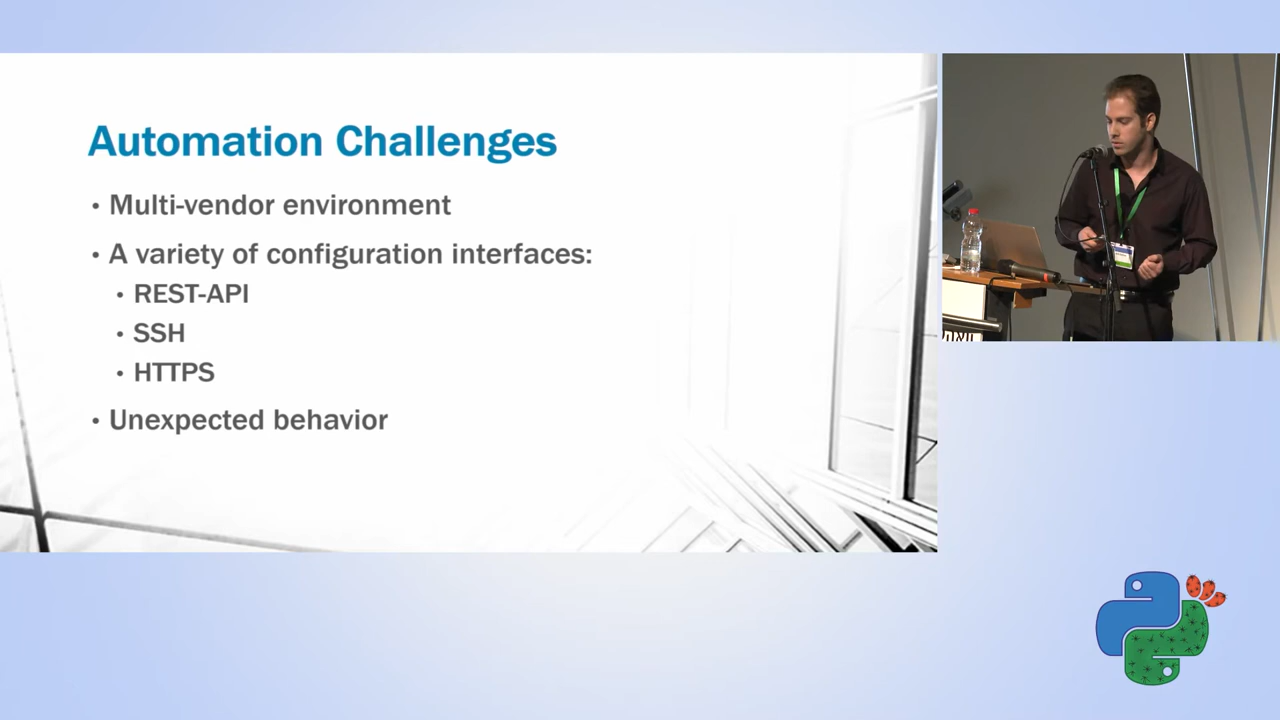 Automation Challenges
• Multi-vendor environment
• A variety of configuration interfaces:
• REST-API
• SSH
• HTTPS
• Unexpected behavior